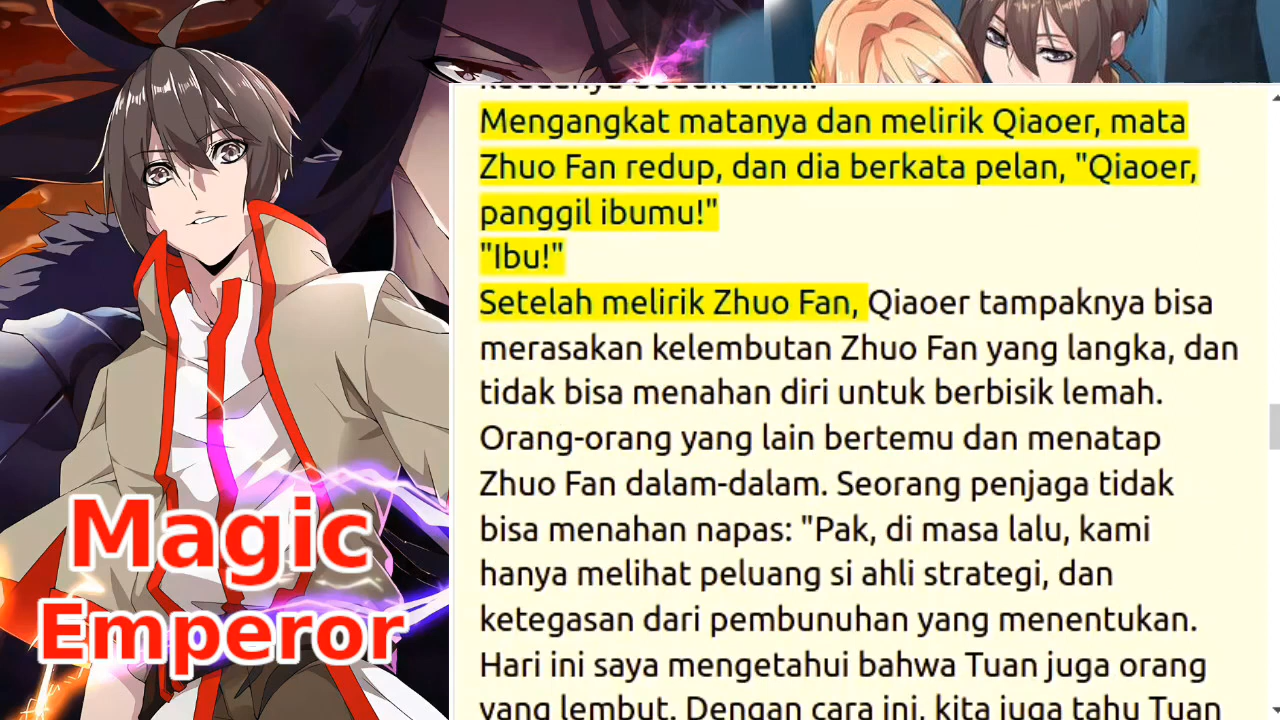 Mengangkat matanya dan melirik Qiaoer, mata
Zhuo Fan redup, dan dia berkata pelan, "Qiaoer,
panggil ibumu!"
"Ibu!"
Setelah melirik Zhuo Fan, Qiaoer tampaknya bisa
merasakan kelembutan Zhuo Fan yang langka, dan
tidak bisa menahan diri untuk berbisik lemah.
Orang-orang yang lain bertemu dan menatap
Zhuo Fan dalam-dalam. Seorang penjaga tidak
bisa menahan napas: "Pak, di masa lalu, kami
hanya melihat peluang si ahli strategi, dan
ketegasan dari pembunuhan yang menentukan.
Hari ini saya mengetahui bahwa Tuan juga orang
yang lembut. Dengan cara ini, kita juga tahu Tuan
Magic
Emperor